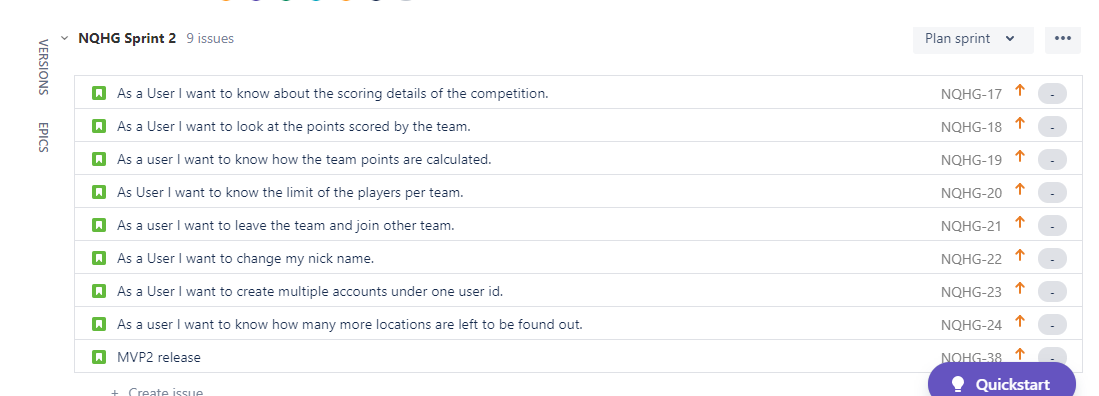 VERSIONS
EPICS
NQHG Sprint 2 9 issues
Plan sprint
As a User I want to know about the scoring details of the competition. NQHG-17 -
As a User I want to look at the points scored by the team. NQHG-18 -
As a user I want to know how the team points are calculated. NQHG-19 -
As User I want to know the limit of the players per team. NQHG-20 -
As a user I want to leave the team and join other team. NQHG-21 -
As a User I want to change my nick name. NQHG-22 -
As a User I want to create multiple accounts under one user id. NQHG-23 -
As a user I want to know how many more locations are left to be found out. NQHG-24 -
MVP2 release NQHG-38 -
+ Create issue
Quickstart